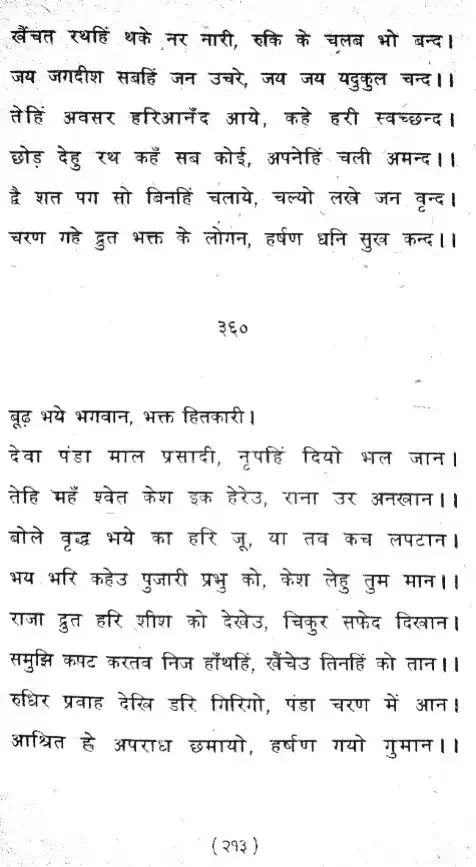 खैंचत रथहिं थके नर नारी, रुकि के चलब भो बन्द।
जय जगदीश सबहिं जन उचरे, जय जय यदुकुल चन्द।।
तेहिं अवसर हरिआनँद आये, कहे हरी स्वच्छन्द।
छोड़ देहु रथ कहँ सब कोई, अपनेहिं चली अमन्द।।
द्वै शत पग सो बिनहिं चलाये, चल्यो लखे जन वृन्द।
चरण गहे द्रुत भक्त के लोगन, हर्षण धनि सुख कन्द।।
३६०
बूढ़ भये भगवान, भक्त हितकारी।
देवा पंडा माल प्रसादी, नृपहिं दियो भल जान।
तेहि महँ श्वेत केश इक हेरेउ, राना उर अनखान।।
बोले वृद्ध भये का हरि जू, या तव कच लपटान।
भय भरि कहेउ पुजारी प्रभु को, केश लेहु तुम मान।।
राजा द्रुत हरि शीश को देखेउ, चिकुर सफेद दिखान।
समुझि कपट करतव निज हाँथहिं, खैंचेउ तिनहिं को तान।।
रुधिर प्रवाह देखि डरि गिरिगो, पंडा चरण में आन।
आश्रित ह्वे अपराध छमायो, हर्षण गयो गुमान।।
(२१३)